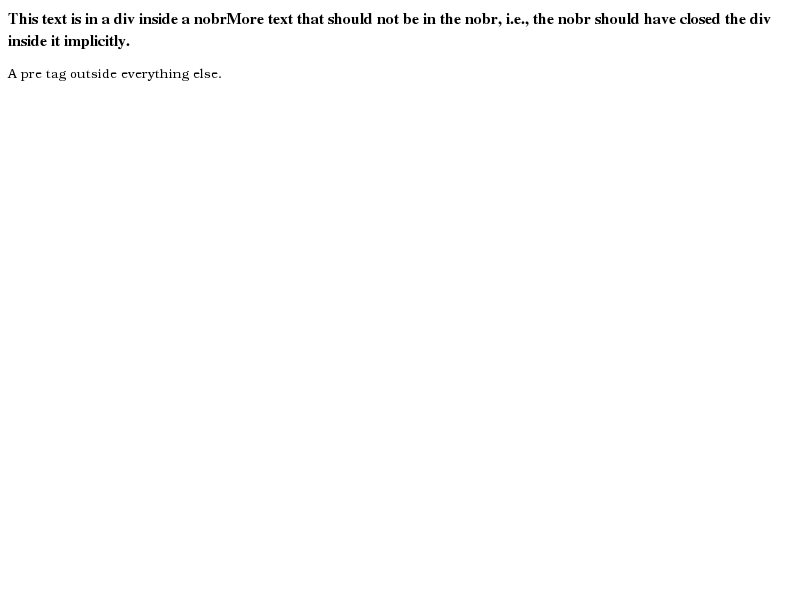 This text is in a div inside a nobrMore text that should not be in the nobr, i.e., the nobr should have closed the div
inside it implicitly.
A pre tag outside everything else.